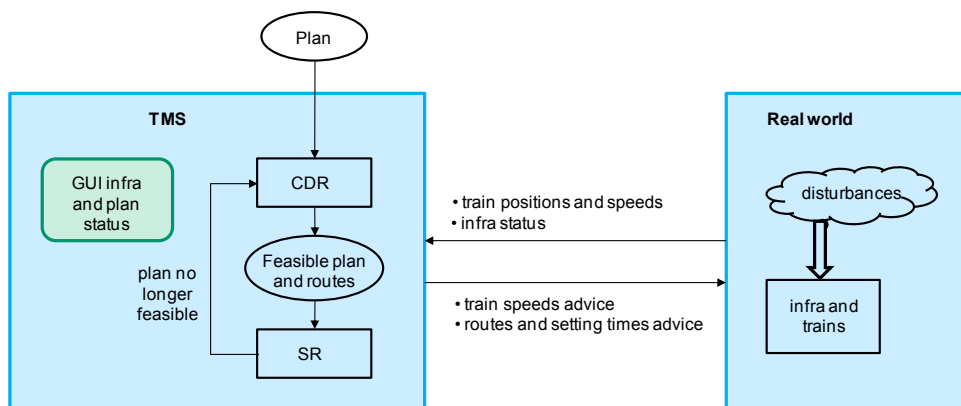 Plan
TMS
GUI infra
and plan
status
CDR
Feasible plan
and routes
plan no
longer
feasible
SR
• train positions and speeds
• infra status
• train speeds advice
• routes and setting times advice
Real world
disturbances
infra and
trains